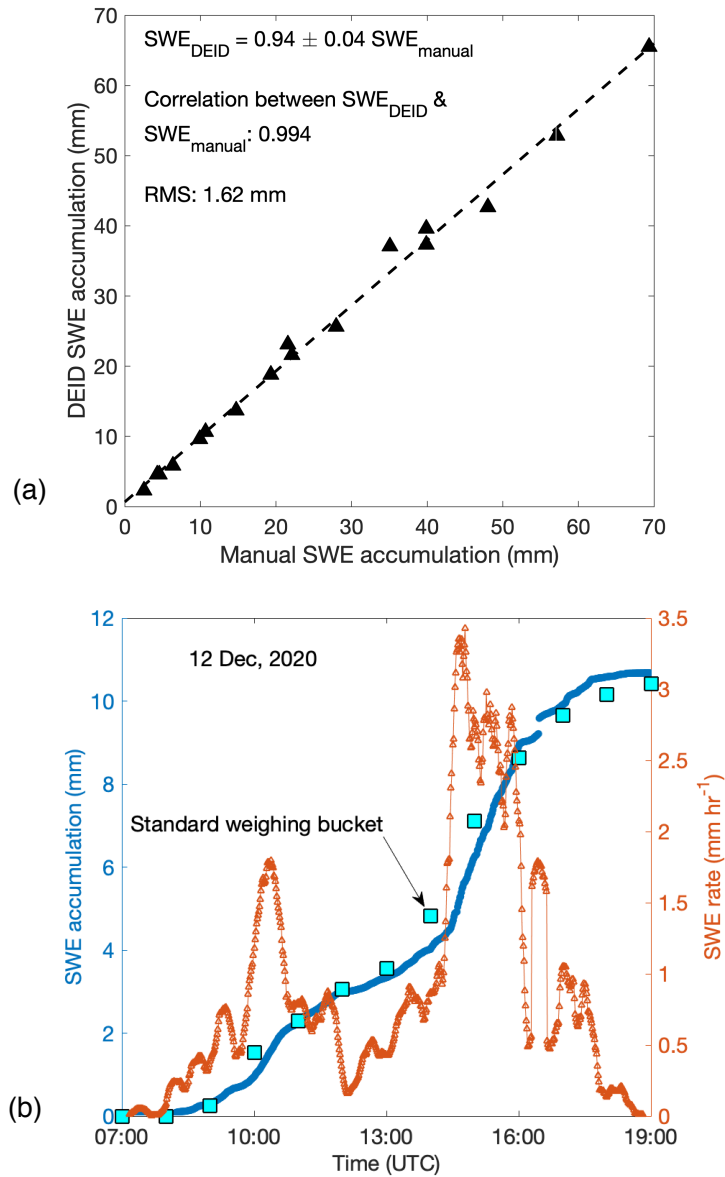 SWE_DEID = 0.94 ± 0.04 SWE_manual
Correlation between SWE_DEID &
SWE_manual: 0.994
RMS: 1.62 mm
DEID SWE accumulation (mm)
70
60
50
40
30
20
10
0
0 10 20 30 40 50 60 70
Manual SWE accumulation (mm)
(a)
12 Dec, 2020
Standard weighing bucket
SWE accumulation (mm)
12
10
8
6
4
2
0
SWE rate (mm hr⁻¹)
3.5
3
2.5
2
1.5
1
0.5
0
07:00 10:00 13:00 16:00 19:00
Time (UTC)
(b)